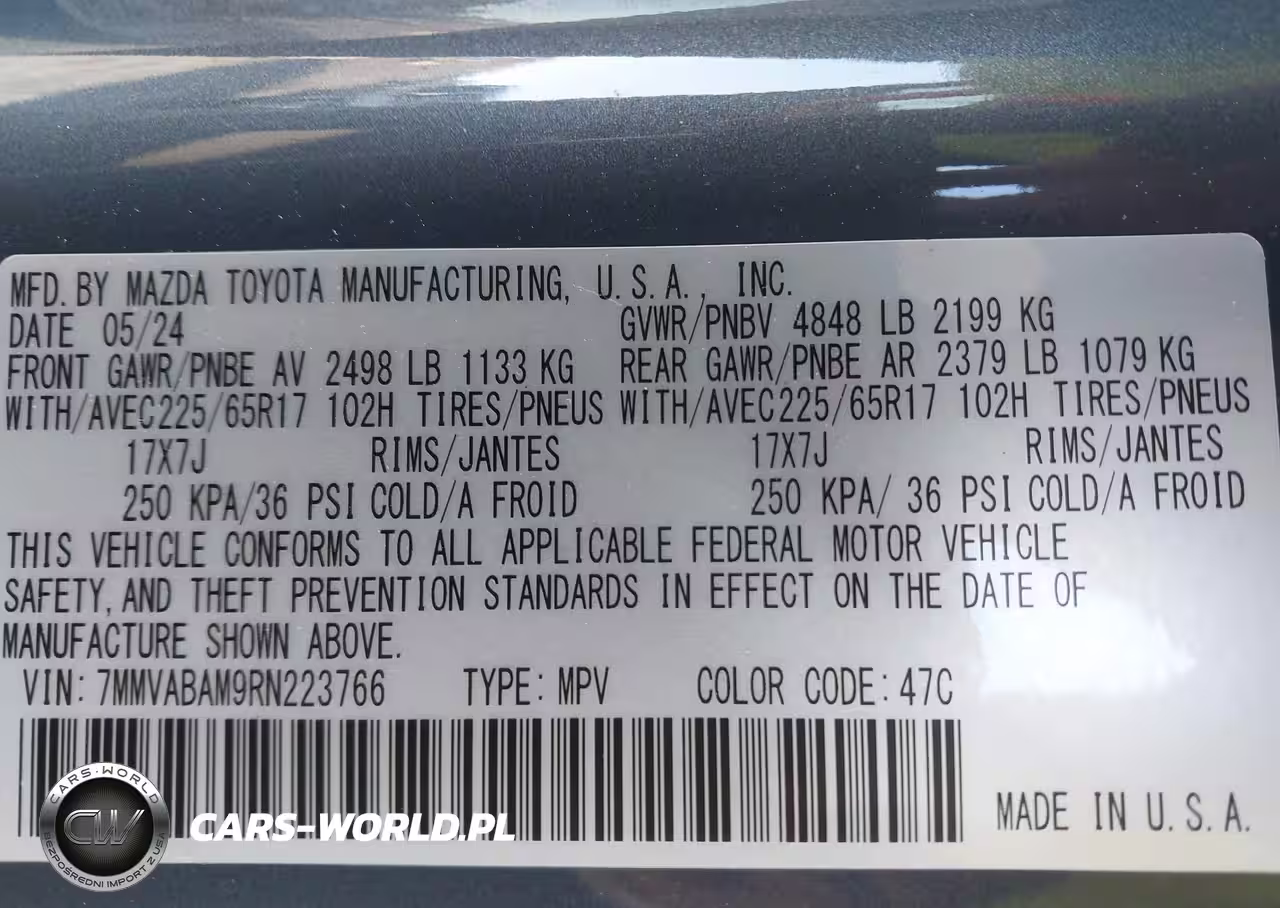 MFD. BY MAZDA TOYOTA MANUFACTURING, U.S.A., INC.
DATE 05/24 GVWR/PNBV 4848 LB 2199 KG
FRONT GAWR/PNBE AV 2498 LB 1133 KG REAR GAWR/PNBE AR 2379 LB 1079 KG
WITH/AVEC225/65R17 102H TIRES/PNEUS WITH/AVEC225/65R17 102H TIRES/PNEUS
17X7J RIMS/JANTES 17X7J RIMS/JANTES
250 KPA/36 PSI COLD/A FROID 250 KPA/ 36 PSI COLD/A FROID
THIS VEHICLE CONFORMS TO ALL APPLICABLE FEDERAL MOTOR VEHICLE
SAFETY, AND THEFT PREVENTION STANDARDS IN EFFECT ON THE DATE OF
MANUFACTURE SHOWN ABOVE.
VIN: 7MMVABAM9RN223766 TYPE: MPV COLOR CODE: 47C
MADE IN U.S.A.
CARS-WORLD
CW
BEZPOŚREDNI IMPORT Z USA
CARS-WORLD.PL